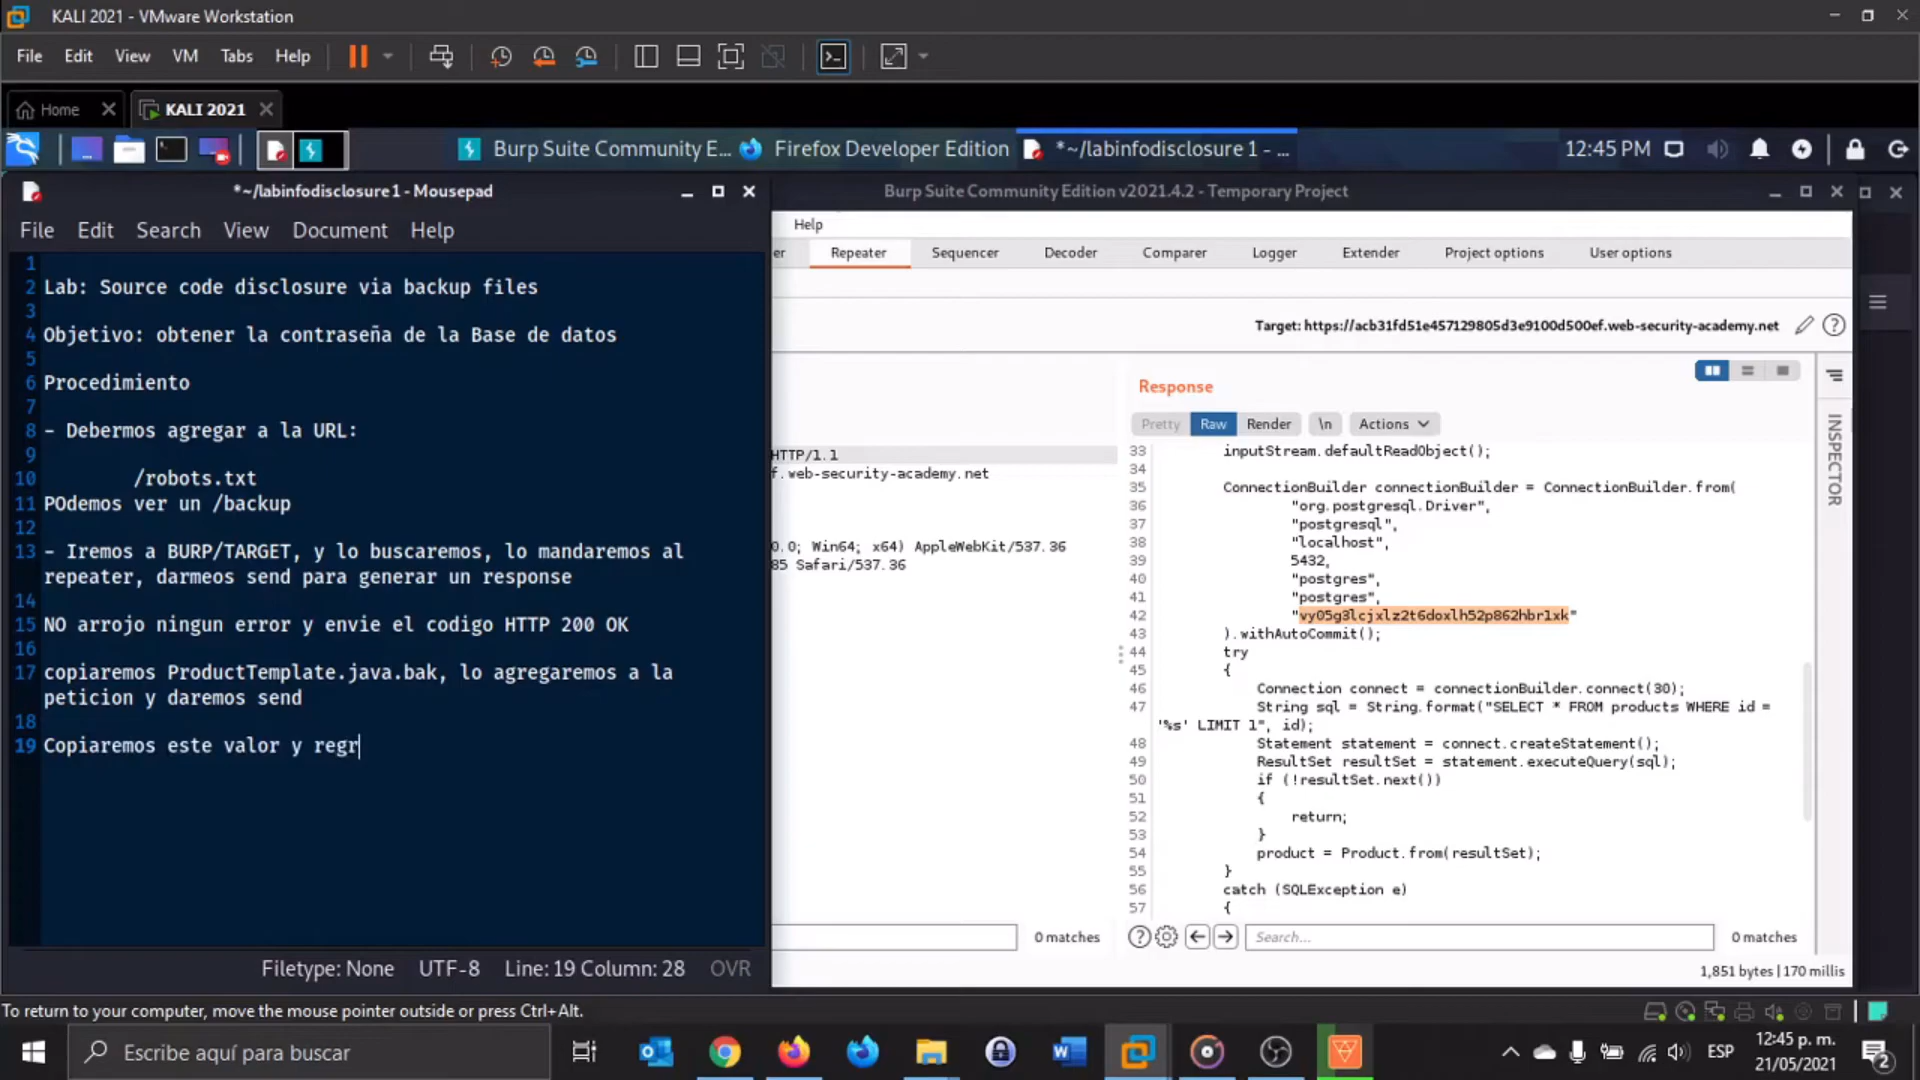 KALI 2021 - VMware Workstation
File Edit View VM Tabs Help
Home KALI 2021
Burp Suite Community E... Firefox Developer Edition *~/labinfodisclosure 1 - ... 12:45 PM
*~/labinfodisclosure 1 - Mousepad
File Edit Search View Document Help
1
2 Lab: Source code disclosure via backup files
3
4 Objetivo: obtener la contraseña de la Base de datos
5
6 Procedimiento
7
8 - Debermos agregar a la URL:
9
10 /robots.txt
11 POdemos ver un /backup
12
13 - Iremos a BURP/TARGET, y lo buscaremos, lo mandaremos al
repeater, darmeos send para generar un response
14
15 NO arrojo ningun error y envie el codigo HTTP 200 OK
16
17 copiaremos ProductTemplate.java.bak, lo agregaremos a la
peticion y daremos send
18
19 Copiaremos este valor y regr
Filetype: None UTF-8 Line: 19 Column: 28 OVR
Burp Suite Community Edition v2021.4.2 - Temporary Project
Help
er Repeater Sequencer Decoder Comparer Logger Extender Project options User options
Target: https://acb31fd51e457129805d3e9100d500ef.web-security-academy.net
HTTP/1.1
f.web-security-academy.net
0.0; Win64; x64) AppleWebKit/537.36
85 Safari/537.36
0 matches
Response
Pretty Raw Render \n Actions
INSPECTOR
33 inputStream.defaultReadObject();
34
35 ConnectionBuilder connectionBuilder = ConnectionBuilder.from(
36 "org.postgresql.Driver",
37 "postgresql",
38 "localhost",
39 5432,
40 "postgres",
41 "postgres",
42 "vy05g3lcjxlz2t6doxlh52p862hbr1xk"
43 ).withAutoCommit();
44 try
45 {
46 Connection connect = connectionBuilder.connect(30);
47 String sql = String.format("SELECT * FROM products WHERE id =
'%s' LIMIT 1", id);
48 Statement statement = connect.createStatement();
49 ResultSet resultSet = statement.executeQuery(sql);
50 if (!resultSet.next())
51 {
52 return;
53 }
54 product = Product.from(resultSet);
55 }
56 catch (SQLException e)
57 {
Search... 0 matches
1,851 bytes | 170 millis
To return to your computer, move the mouse pointer outside or press Ctrl+Alt.
Escribe aquí para buscar
ESP
12:45 p. m.
21/05/2021
2